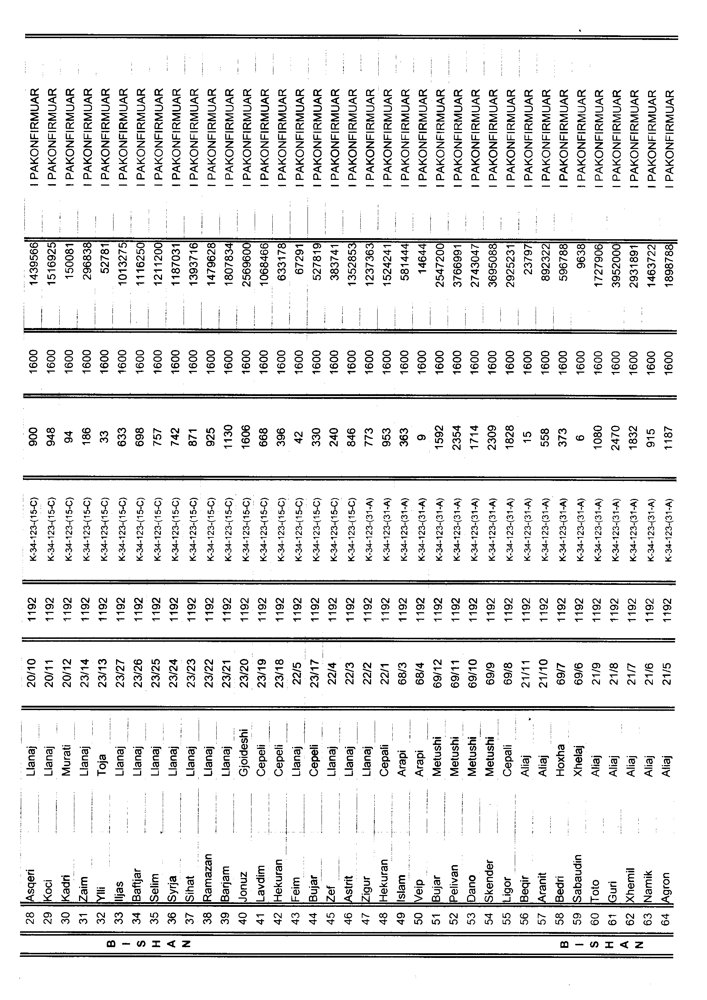 BISHAN
28 Asqeri Llanaj 20/10 1192 K-34-123-(15-C) 900 1600 1439566 I PAKONFIRMUAR
29 Koci Llanaj 20/11 1192 K-34-123-(15-C) 948 1600 1516925 I PAKONFIRMUAR
30 Kadri Murati 20/12 1192 K-34-123-(15-C) 94 1600 150081 I PAKONFIRMUAR
31 Zaim Llanaj 23/14 1192 K-34-123-(15-C) 186 1600 296838 I PAKONFIRMUAR
32 Ylli Toja 23/13 1192 K-34-123-(15-C) 33 1600 52781 I PAKONFIRMUAR
33 Iljas Llanaj 23/27 1192 K-34-123-(15-C) 633 1600 1013275 I PAKONFIRMUAR
34 Baftjar Llanaj 23/26 1192 K-34-123-(15-C) 698 1600 1116250 I PAKONFIRMUAR
35 Selim Llanaj 23/25 1192 K-34-123-(15-C) 757 1600 1211200 I PAKONFIRMUAR
36 Syrja Llanaj 23/24 1192 K-34-123-(15-C) 742 1600 1187031 I PAKONFIRMUAR
37 Sihat Llanaj 23/23 1192 K-34-123-(15-C) 871 1600 1393716 I PAKONFIRMUAR
38 Ramazan Llanaj 23/22 1192 K-34-123-(15-C) 925 1600 1479628 I PAKONFIRMUAR
39 Barjam Llanaj 23/21 1192 K-34-123-(15-C) 1130 1600 1807834 I PAKONFIRMUAR
40 Jonuz Gjoideshi 23/20 1192 K-34-123-(15-C) 1606 1600 2569600 I PAKONFIRMUAR
41 Lavdim Cepeli 23/19 1192 K-34-123-(15-C) 668 1600 1068466 I PAKONFIRMUAR
42 Hekuran Cepeli 23/18 1192 K-34-123-(15-C) 396 1600 633178 I PAKONFIRMUAR
43 Feim Llanaj 22/5 1192 K-34-123-(15-C) 42 1600 67291 I PAKONFIRMUAR
44 Bujar Cepeli 23/17 1192 K-34-123-(15-C) 330 1600 527819 I PAKONFIRMUAR
45 Zef Llanaj 22/4 1192 K-34-123-(15-C) 240 1600 383741 I PAKONFIRMUAR
46 Astrit Llanaj 22/3 1192 K-34-123-(15-C) 846 1600 1352853 I PAKONFIRMUAR
47 Zigur Llanaj 22/2 1192 K-34-123-(31-A) 773 1600 1237363 I PAKONFIRMUAR
48 Hekuran Cepali 22/1 1192 K-34-123-(31-A) 953 1600 1524241 I PAKONFIRMUAR
49 Islam Arapi 68/3 1192 K-34-123-(31-A) 363 1600 581444 I PAKONFIRMUAR
50 Veip Arapi 68/4 1192 K-34-123-(31-A) 9 1600 14644 I PAKONFIRMUAR
51 Bujar Metushi 69/12 1192 K-34-123-(31-A) 1592 1600 2547200 I PAKONFIRMUAR
52 Pelivan Metushi 69/11 1192 K-34-123-(31-A) 2354 1600 3766991 I PAKONFIRMUAR
53 Dano Metushi 69/10 1192 K-34-123-(31-A) 1714 1600 2743047 I PAKONFIRMUAR
54 Skender Metushi 69/9 1192 K-34-123-(31-A) 2309 1600 3695088 I PAKONFIRMUAR
55 Ligor Cepali 69/8 1192 K-34-123-(31-A) 1828 1600 2925231 I PAKONFIRMUAR
56 Beqir Aliaj 21/11 1192 K-34-123-(31-A) 15 1600 23797 I PAKONFIRMUAR
57 Aranit Aliaj 21/10 1192 K-34-123-(31-A) 558 1600 892322 I PAKONFIRMUAR
BISHAN
58 Bedri Hoxha 69/7 1192 K-34-123-(31-A) 373 1600 596788 I PAKONFIRMUAR
59 Sabaudin Xhelaj 69/6 1192 K-34-123-(31-A) 6 1600 9638 I PAKONFIRMUAR
60 Toto Aliaj 21/9 1192 K-34-123-(31-A) 1080 1600 1727906 I PAKONFIRMUAR
61 Guri Aliaj 21/8 1192 K-34-123-(31-A) 2470 1600 3952000 I PAKONFIRMUAR
62 Xhemil Aliaj 21/7 1192 K-34-123-(31-A) 1832 1600 2931891 I PAKONFIRMUAR
63 Namik Aliaj 21/6 1192 K-34-123-(31-A) 915 1600 1463722 I PAKONFIRMUAR
64 Agron Aliaj 21/5 1192 K-34-123-(31-A) 1187 1600 1898788 I PAKONFIRMUAR